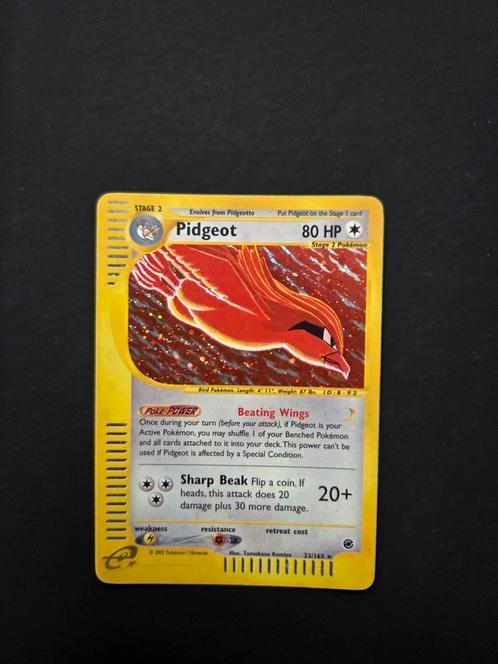 STAGE 2
Evolves from Pidgeotto
Put Pidgeot on the Stage 1 card
Pidgeot
80 HP
Stage 2 Pokémon
Bird Pokémon. Length: 4' 11", Weight: 87 lbs. ID-B-92
Poké-POWER
Beating Wings
Once during your turn (before your attack), if Pidgeot is your
Active Pokémon, you may shuffle 1 of your Benched Pokémon
and all cards attached to it into your deck. This power can't be
used if Pidgeot is affected by a Special Condition.
Sharp Beak Flip a coin. If
heads, this attack does 20
damage plus 30 more damage.
20+
weakness
resistance
retreat cost
-30
© 2002 Pokémon / Nintendo
Illus. Tomokazu Komiya
23/165 ★
e